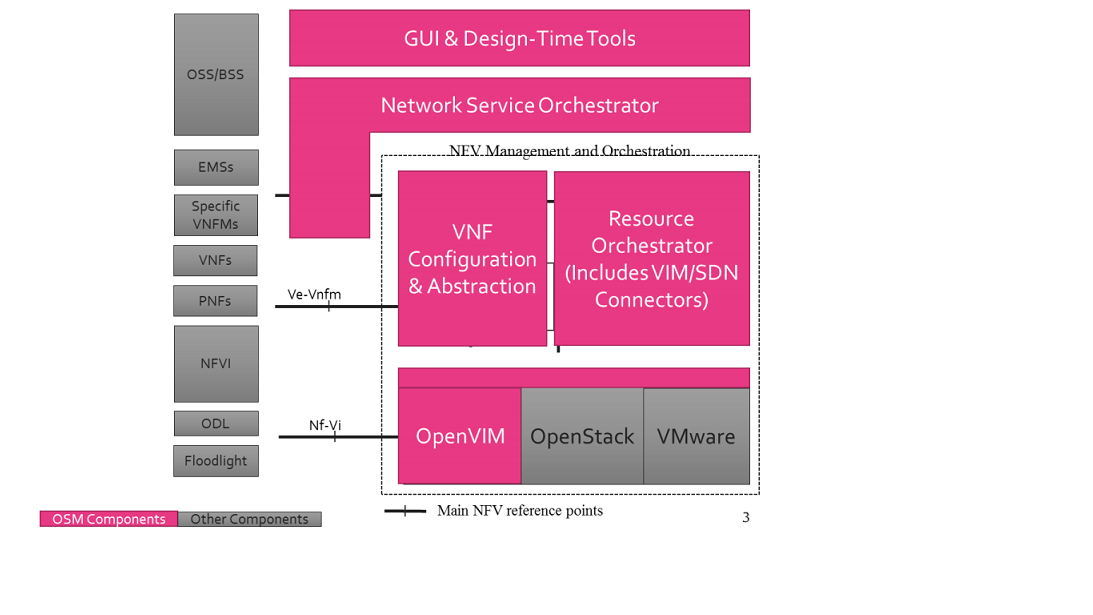 OSS/BSS
EMSs
Specific
VNFMs
VNFs
PNFs
NFVI
ODL
Floodlight
GUI & Design-Time Tools
Network Service Orchestrator
NFV Management and Orchestration
VNF
Configuration
& Abstraction
Resource
Orchestrator
(Includes VIM/SDN
Connectors)
Ve-Vnfm
Nf-Vi
OpenVIM
OpenStack
VMware
OSM Components
Other Components
Main NFV reference points
3